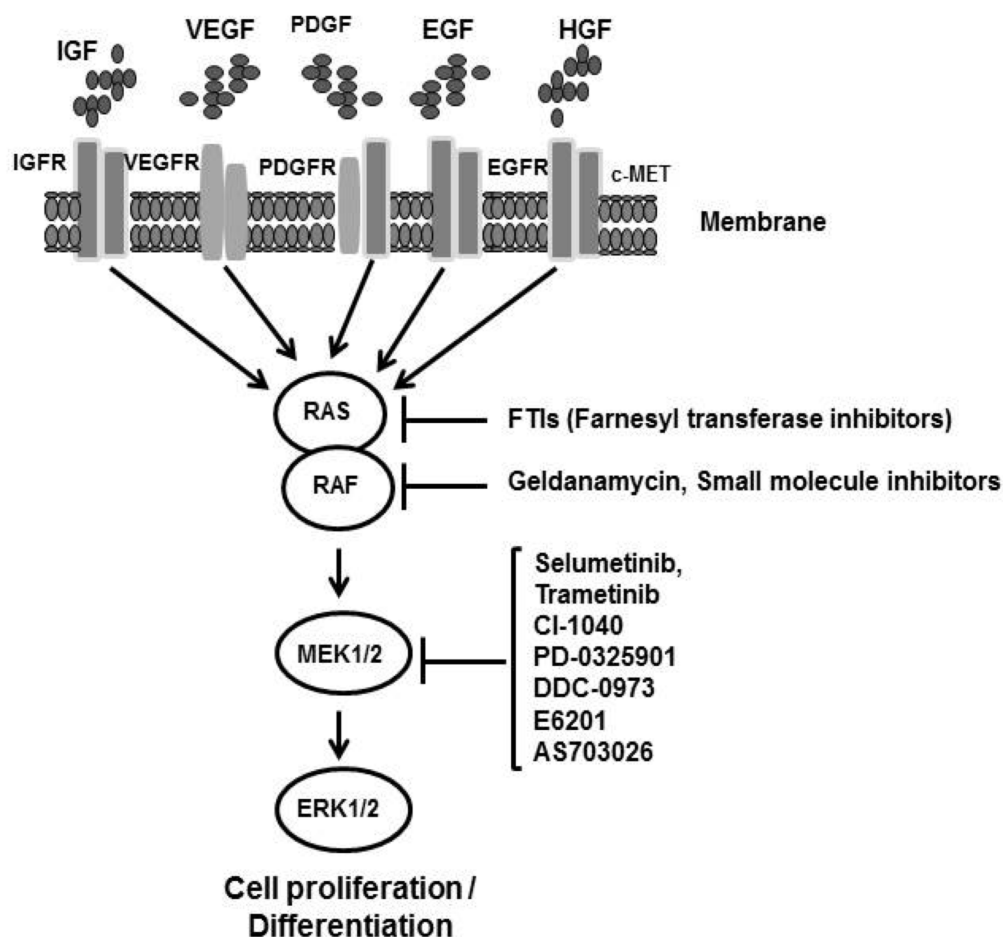 IGF
VEGF
PDGF
EGF
HGF
IGFR
VEGFR
PDGFR
EGFR
c-MET
Membrane
RAS
FTIs (Farnesyl transferase inhibitors)
RAF
Geldanamycin, Small molecule inhibitors
Selumetinib,
Trametinib
CI-1040
PD-0325901
DDC-0973
E6201
AS703026
MEK1/2
ERK1/2
Cell proliferation /
Differentiation